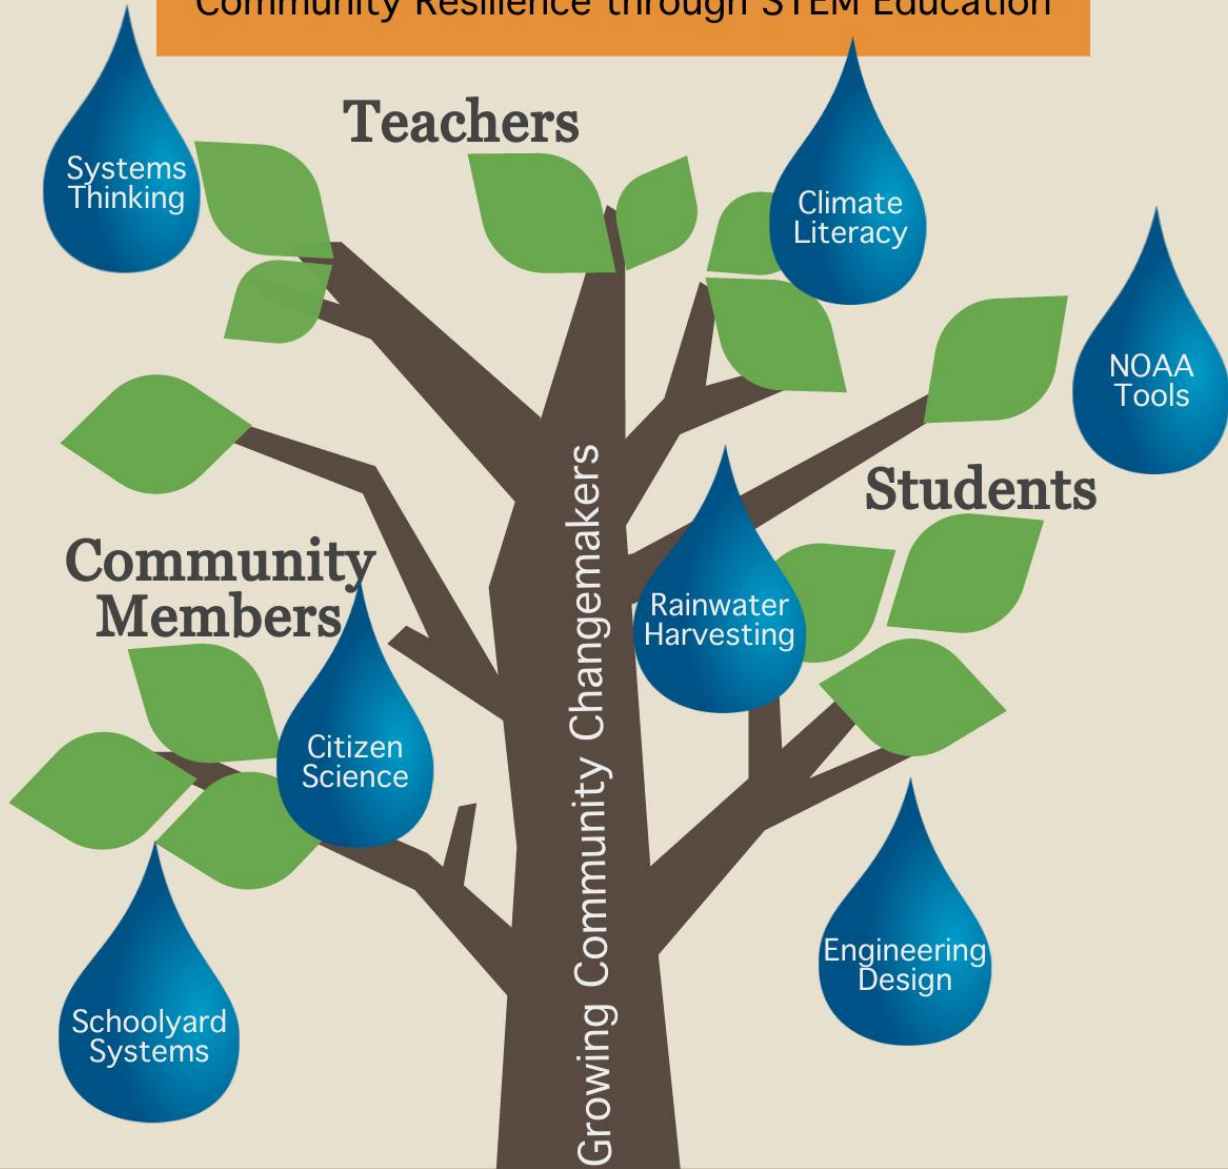 Community Resilience through STEM Education
Teachers
Systems
Thinking
Climate
Literacy
NOAA
Tools
Students
Community
Members
Rainwater
Harvesting
Citizen
Science
Growing Community Changemakers
Engineering
Design
Schoolyard
Systems